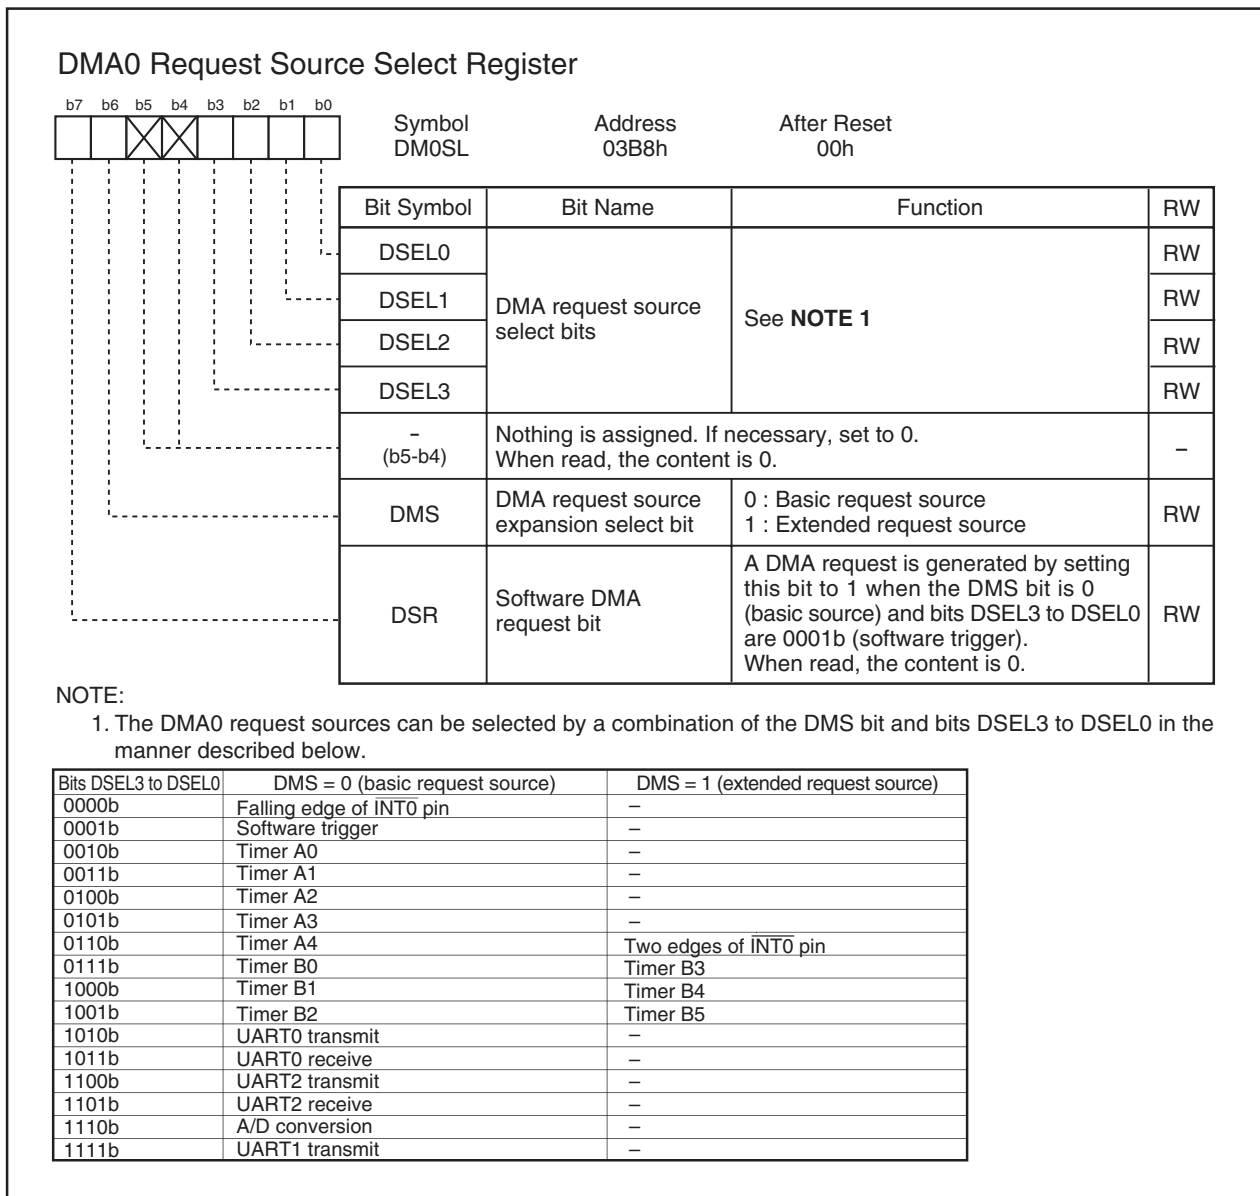 DMA0 Request Source Select Register
b7 b6 b5 b4 b3 b2 b1 b0
Symbol Address After Reset
DM0SL 03B8h 00h
Bit Symbol Bit Name Function RW
DSEL0 DMA request source select bits See NOTE 1 RW
DSEL1 RW
DSEL2 RW
DSEL3 RW
– (b5-b4) Nothing is assigned. If necessary, set to 0. –
When read, the content is 0.
DMS DMA request source expansion select bit 0 : Basic request source RW
1 : Extended request source
DSR Software DMA request bit A DMA request is generated by setting RW
this bit to 1 when the DMS bit is 0
(basic source) and bits DSEL3 to DSEL0
are 0001b (software trigger).
When read, the content is 0.
NOTE:
1. The DMA0 request sources can be selected by a combination of the DMS bit and bits DSEL3 to DSEL0 in the
manner described below.
Bits DSEL3 to DSEL0 DMS = 0 (basic request source) DMS = 1 (extended request source)
0000b Falling edge of INT0 pin –
0001b Software trigger –
0010b Timer A0 –
0011b Timer A1 –
0100b Timer A2 –
0101b Timer A3 –
0110b Timer A4 Two edges of INT0 pin
0111b Timer B0 Timer B3
1000b Timer B1 Timer B4
1001b Timer B2 Timer B5
1010b UART0 transmit –
1011b UART0 receive –
1100b UART2 transmit –
1101b UART2 receive –
1110b A/D conversion –
1111b UART1 transmit –